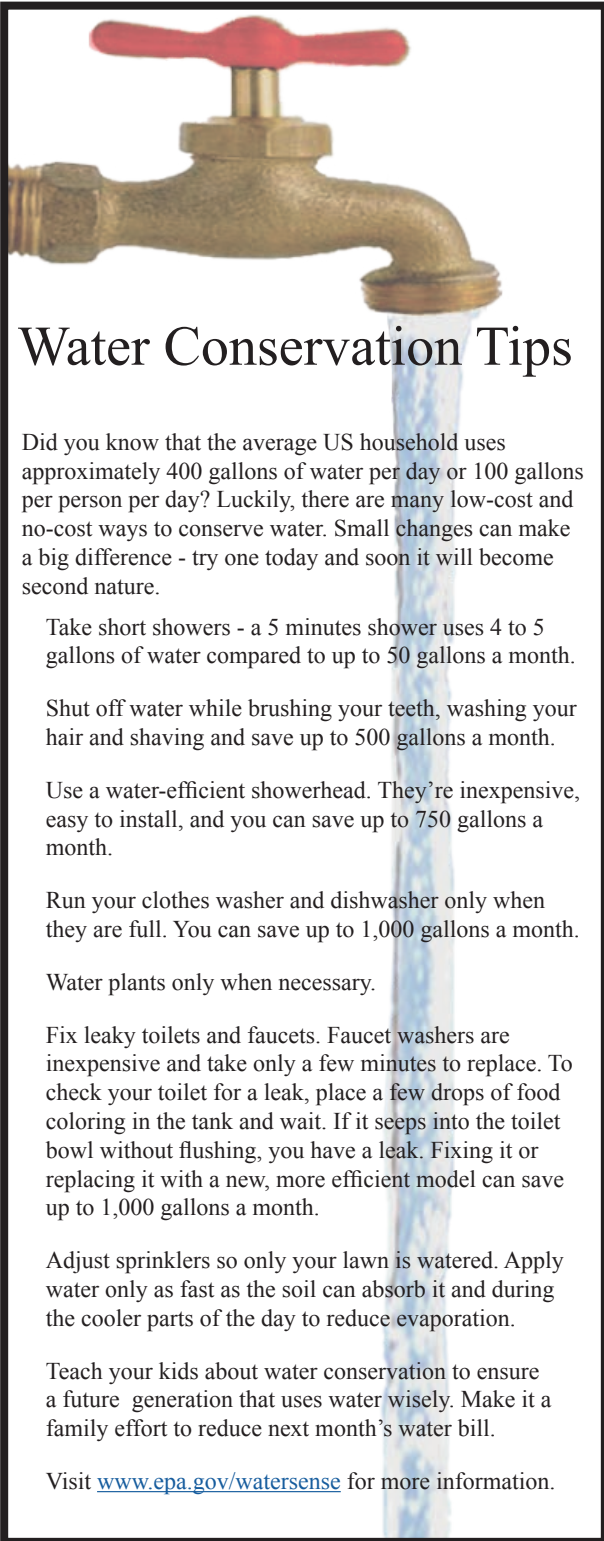 Water Conservation Tips
Did you know that the average US household uses
approximately 400 gallons of water per day or 100 gallons
per person per day? Luckily, there are many low-cost and
no-cost ways to conserve water. Small changes can make
a big difference - try one today and soon it will become
second nature.
Take short showers - a 5 minutes shower uses 4 to 5
gallons of water compared to up to 50 gallons a month.
Shut off water while brushing your teeth, washing your
hair and shaving and save up to 500 gallons a month.
Use a water-efficient showerhead. They're inexpensive,
easy to install, and you can save up to 750 gallons a
month.
Run your clothes washer and dishwasher only when
they are full. You can save up to 1,000 gallons a month.
Water plants only when necessary.
Fix leaky toilets and faucets. Faucet washers are
inexpensive and take only a few minutes to replace. To
check your toilet for a leak, place a few drops of food
coloring in the tank and wait. If it seeps into the toilet
bowl without flushing, you have a leak. Fixing it or
replacing it with a new, more efficient model can save
up to 1,000 gallons a month.
Adjust sprinklers so only your lawn is watered. Apply
water only as fast as the soil can absorb it and during
the cooler parts of the day to reduce evaporation.
Teach your kids about water conservation to ensure
a future  generation that uses water wisely. Make it a
family effort to reduce next month's water bill.
Visit www.epa.gov/watersense for more information.